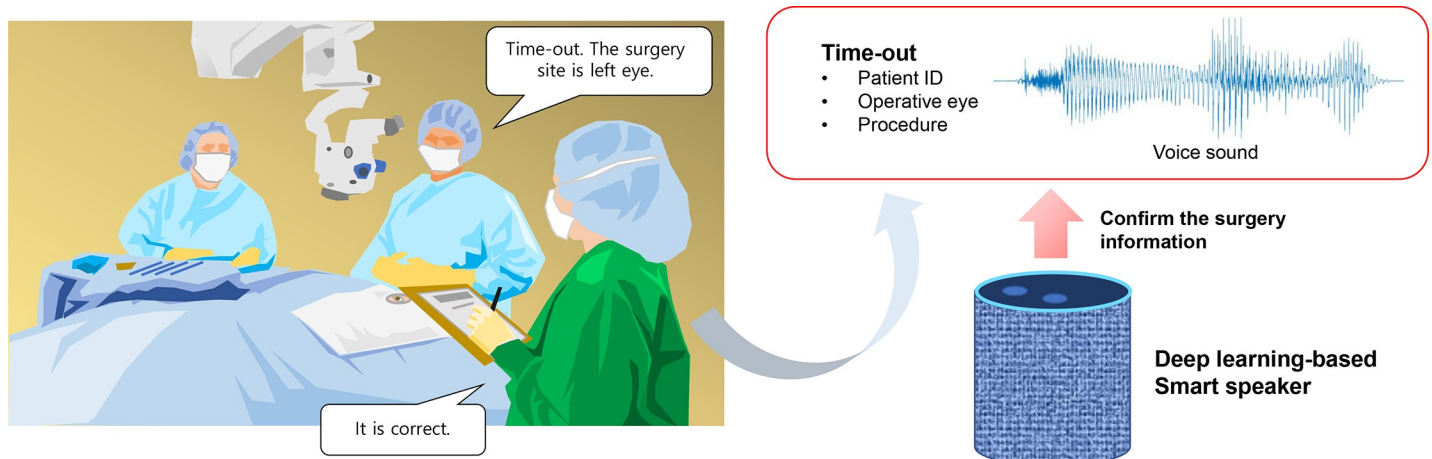 Time-out. The surgery
site is left eye.
It is correct.
Time-out
• Patient ID
• Operative eye
• Procedure
Voice sound
Confirm the surgery
information
Deep learning-based
Smart speaker